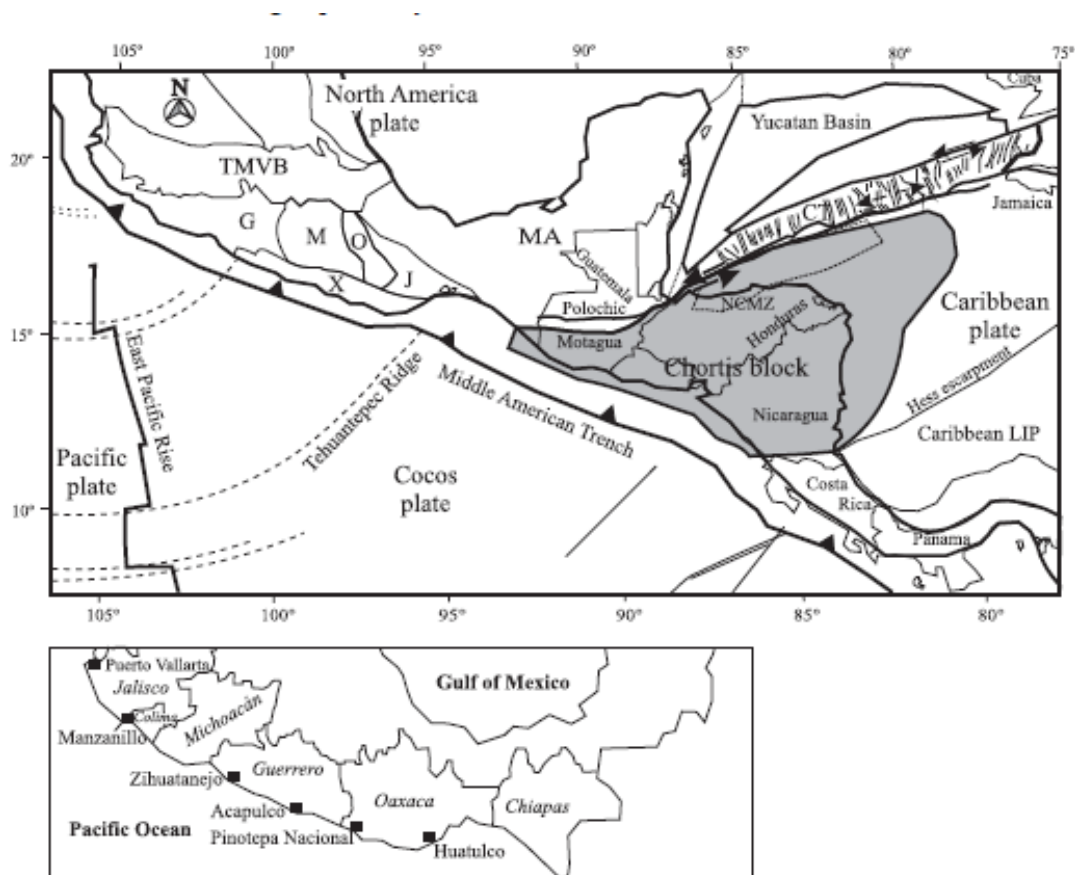 105°
100°
95°
90°
85°
80°
75°
N
North America
plate
Cuba
Yucatan Basin
20°
TMVB
Jamaica
G
M
O
MA
CT
Guatemala
J
X
Polochic
NCMZ
Caribbean
plate
15°
Motagua
Honduras
East Pacific Rise
Tehuantepec Ridge
Middle American Trench
Chortis block
Hess escarpment
Nicaragua
Caribbean LIP
Pacific
plate
Cocos
plate
Costa
Rica
10°
Panama
105°
100°
95°
90°
85°
80°
Puerto Vallarta
Jalisco
Gulf of Mexico
Colima
Michoacán
Manzanillo
Zihuatanejo
Guerrero
Oaxaca
Chiapas
Acapulco
Pacific Ocean
Pinotepa Nacional
Huatulco